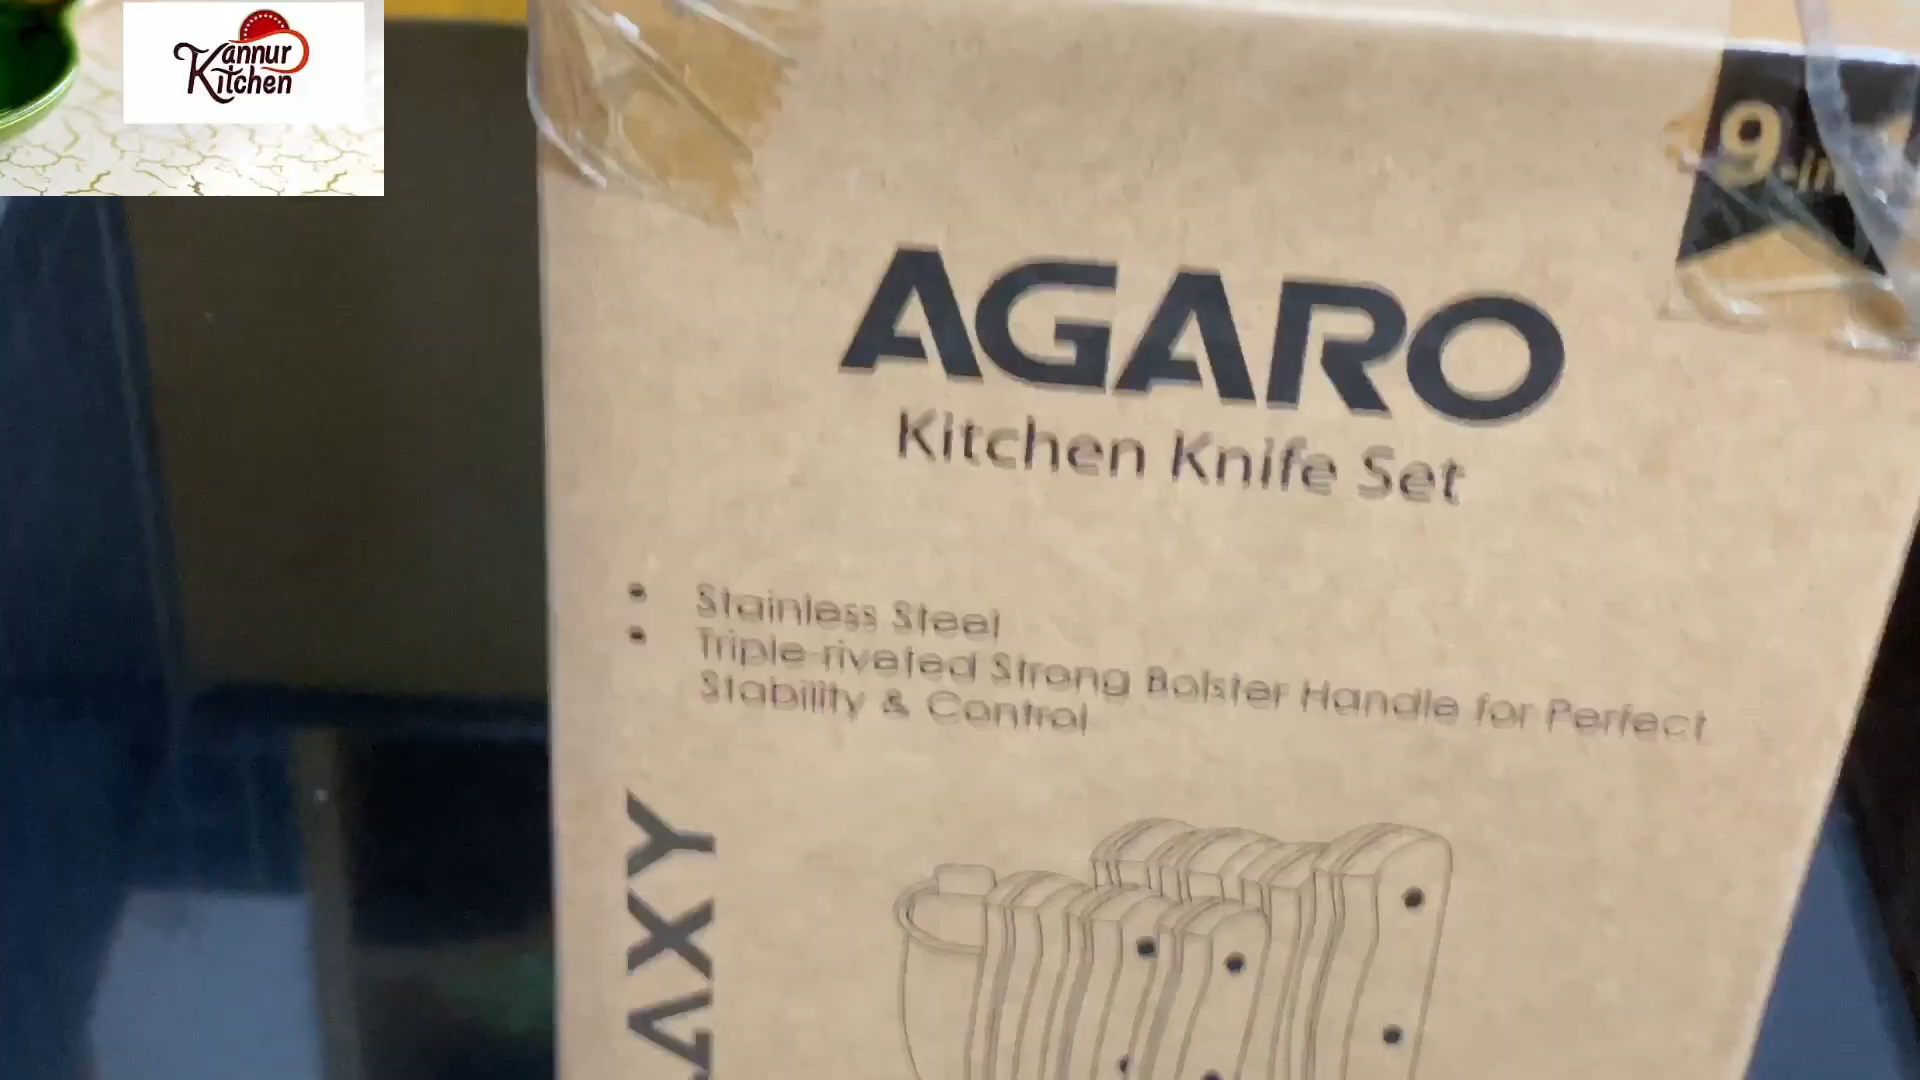 Kannur
Kitchen
9-in
AGARO
Kitchen Knife Set
• Stainless Steel
• Triple-riveted Strong Bolster Handle for Perfect
Stability & Control
AXY